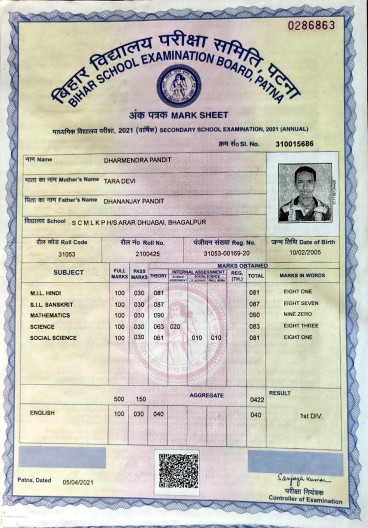 0286863
बिहार विद्यालय परीक्षा समिति, पटना
BIHAR SCHOOL EXAMINATION BOARD, PATNA
अंक पत्रक MARK SHEET
माध्यमिक विद्यालय परीक्षा, 2021 (वार्षिक) SECONDARY SCHOOL EXAMINATION, 2021 (ANNUAL)
क्रम सं० Sl. No. 310015686
नाम Name DHARMENDRA PANDIT
माता का नाम Mother's Name TARA DEVI
पिता का नाम Father's Name DHANANJAY PANDIT
विद्यालय School S C M L K P H/S ARAR DHUABAI, BHAGALPUR
रोल कोड Roll Code रोल नं० Roll No. पंजीयन संख्या Reg. No. जन्म तिथि Date of Birth
31053 2100425 31053-00169-20 10/02/2005
MARKS OBTAINED
SUBJECT FULL MARKS PASS MARKS THEORY INTERNAL ASSESSMENT REG. (TH.) TOTAL MARKS IN WORDS
M.I.L. HINDI 100 030 081 081 EIGHT ONE
S.I.L. SANSKRIT 100 030 087 087 EIGHT SEVEN
MATHEMATICS 100 030 090 090 NINE ZERO
SCIENCE 100 030 063 020 083 EIGHT THREE
SOCIAL SCIENCE 100 030 061 010 010 081 EIGHT ONE
AGGREGATE RESULT
500 150 0422
ENGLISH 100 030 040 040 1st DIV.
Patna, Dated 05/04/2021
Sanjay Kumar
परीक्षा नियंत्रक
Controller of Examination